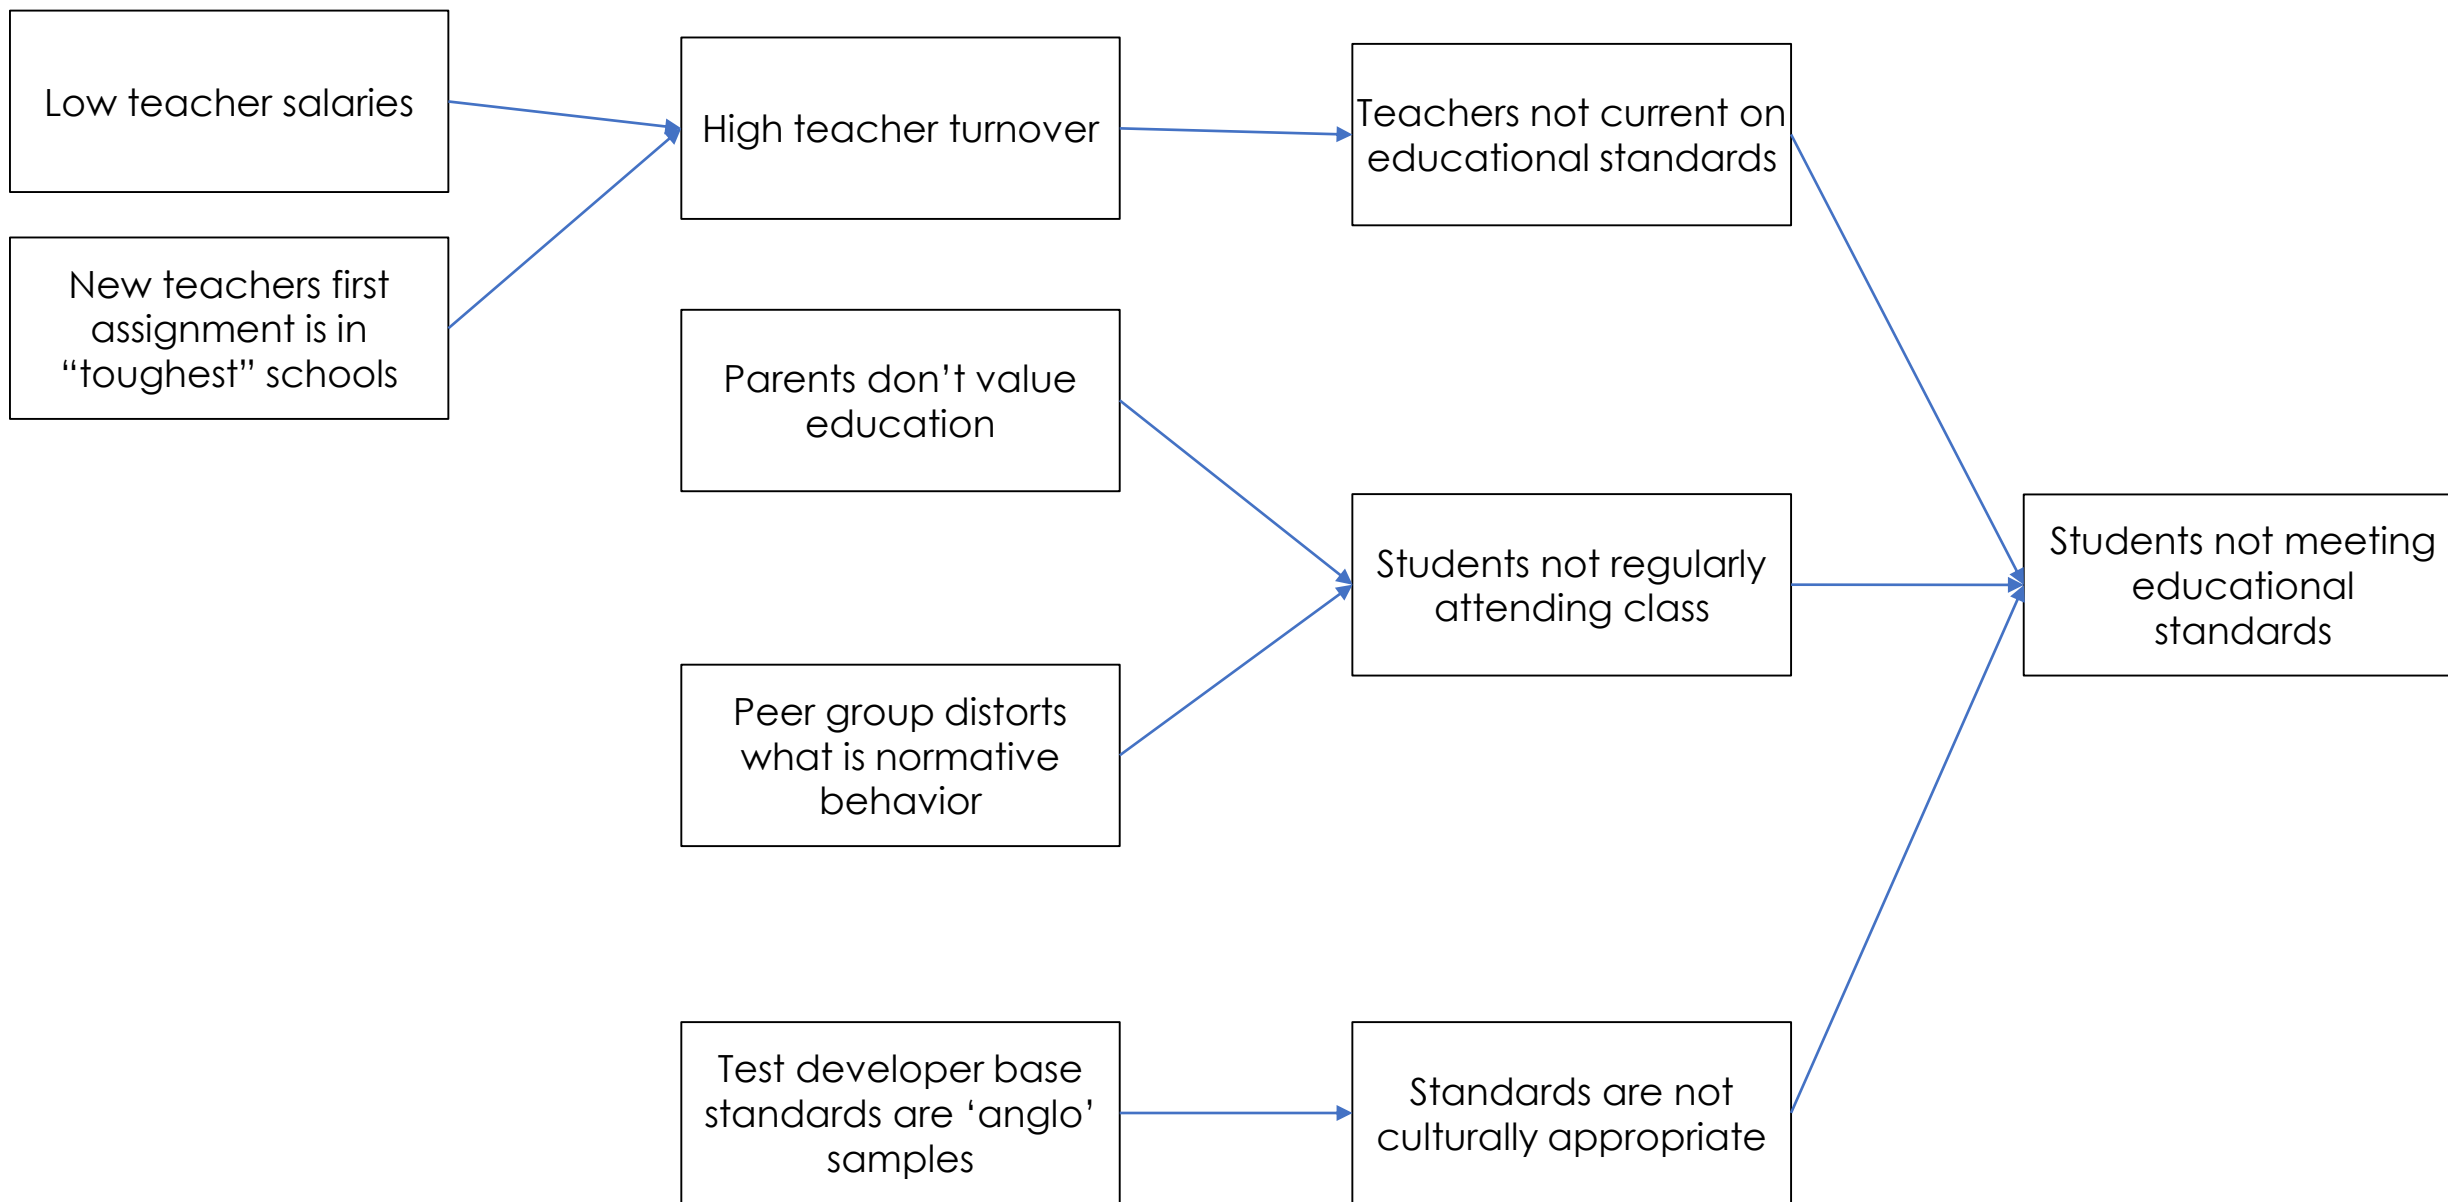 Low teacher salaries
High teacher turnover
Teachers not current on
educational standards
New teachers first
assignment is in
“toughest” schools
Parents don’t value
education
Students not regularly
attending class
Students not meeting
educational
standards
Peer group distorts
what is normative
behavior
Test developer base
standards are ‘anglo’
samples
Standards are not
culturally appropriate